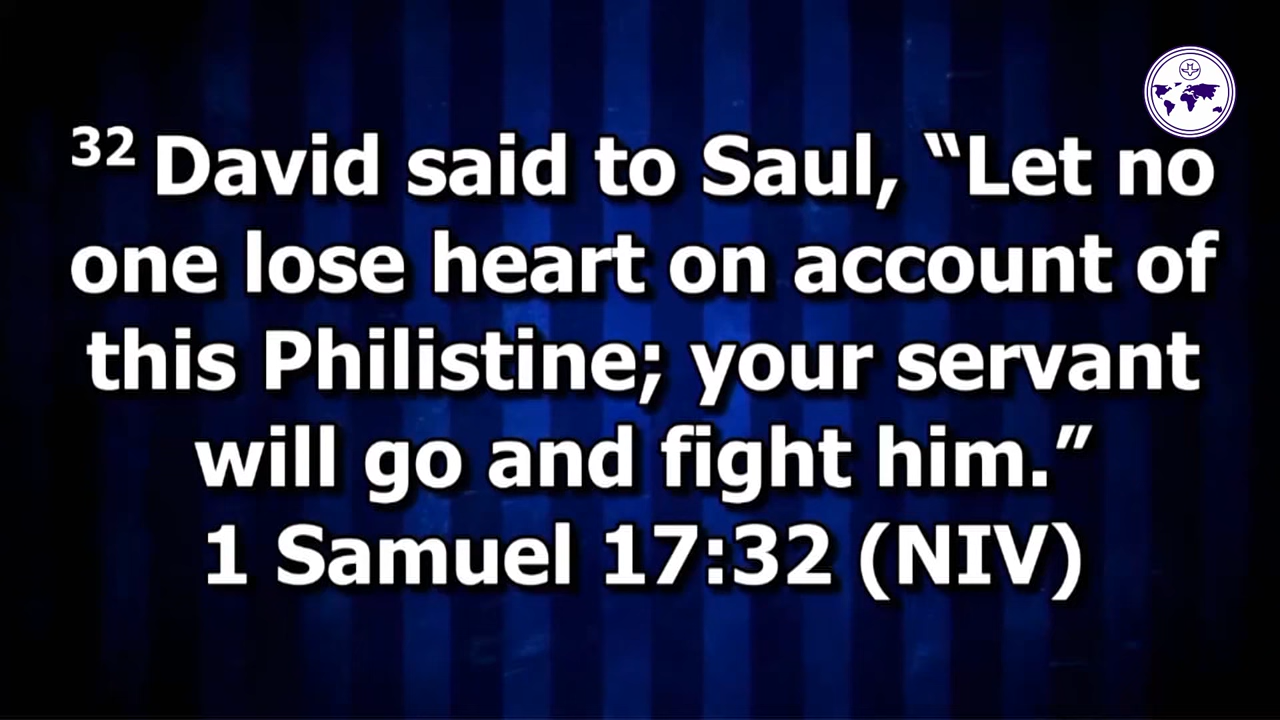 32 David said to Saul, “Let no
one lose heart on account of
this Philistine; your servant
will go and fight him.”
1 Samuel 17:32 (NIV)